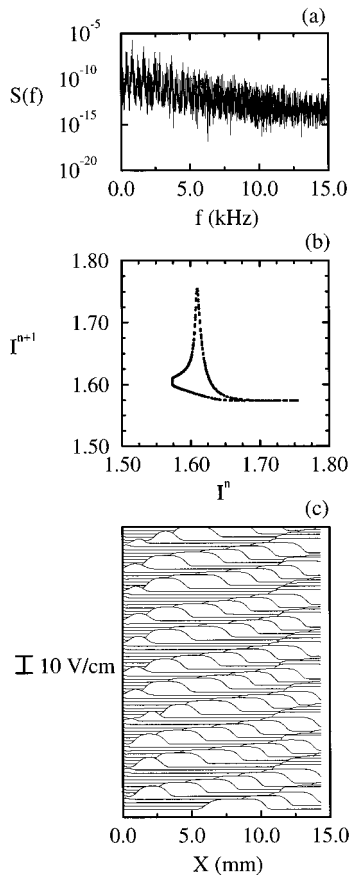 (a)
10^-5
10^-10
S(f)
10^-15
10^-20
0.0 5.0 10.0 15.0
f (kHz)
(b)
1.80
1.70
I^n+1
1.60
1.50
1.50 1.60 1.70 1.80
I^n
(c)
10 V/cm
0.0 5.0 10.0 15.0
X (mm)